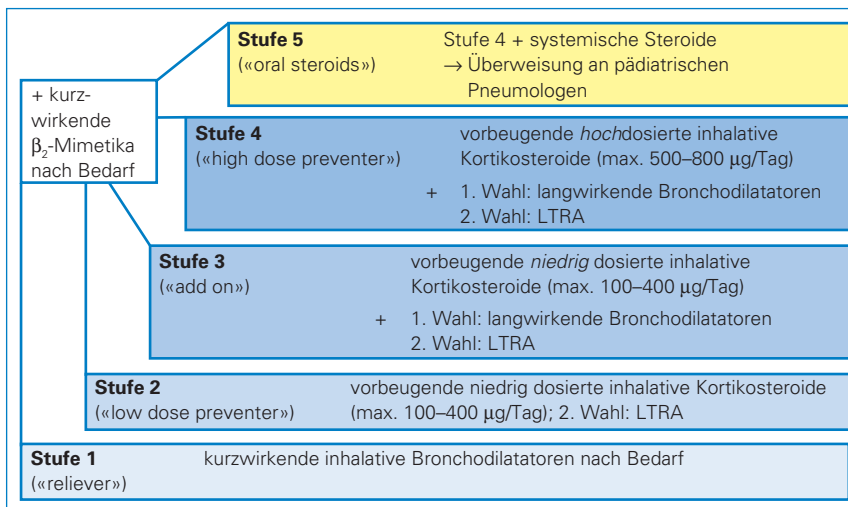 Stufe 5 Stufe 4 + systemische Steroide
(«oral steroids») → Überweisung an pädiatrischen
Pneumologen
+ kurz-
wirkende
β₂-Mimetika
nach Bedarf
Stufe 4 vorbeugende hochdosierte inhalative
(«high dose preventer») Kortikosteroide (max. 500–800 µg/Tag)
+ 1. Wahl: langwirkende Bronchodilatatoren
2. Wahl: LTRA
Stufe 3 vorbeugende niedrig dosierte inhalative
(«add on») Kortikosteroide (max. 100–400 µg/Tag)
+ 1. Wahl: langwirkende Bronchodilatatoren
2. Wahl: LTRA
Stufe 2 vorbeugende niedrig dosierte inhalative Kortikosteroide
(«low dose preventer») (max. 100–400 µg/Tag); 2. Wahl: LTRA
Stufe 1 kurzwirkende inhalative Bronchodilatatoren nach Bedarf
(«reliever»)